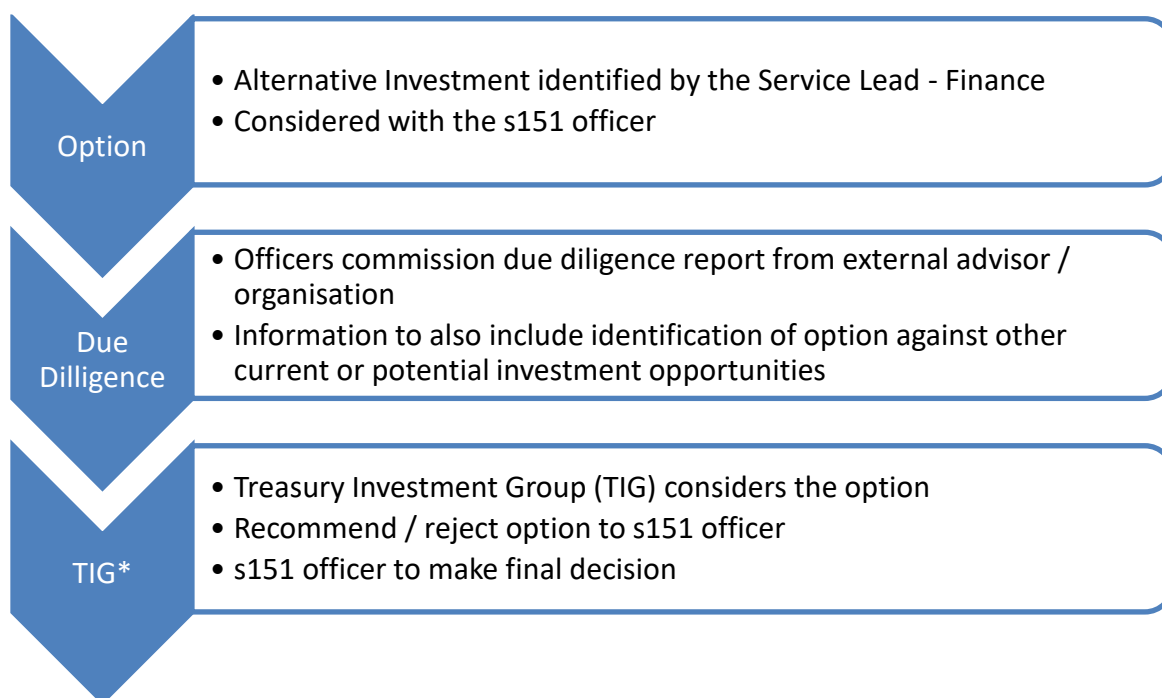 Option
• Alternative Investment identified by the Service Lead - Finance
• Considered with the s151 officer
Due
Dilligence
• Officers commission due diligence report from external advisor /
organisation
• Information to also include identification of option against other
current or potential investment opportunities
TIG*
• Treasury Investment Group (TIG) considers the option
• Recommend / reject option to s151 officer
• s151 officer to make final decision